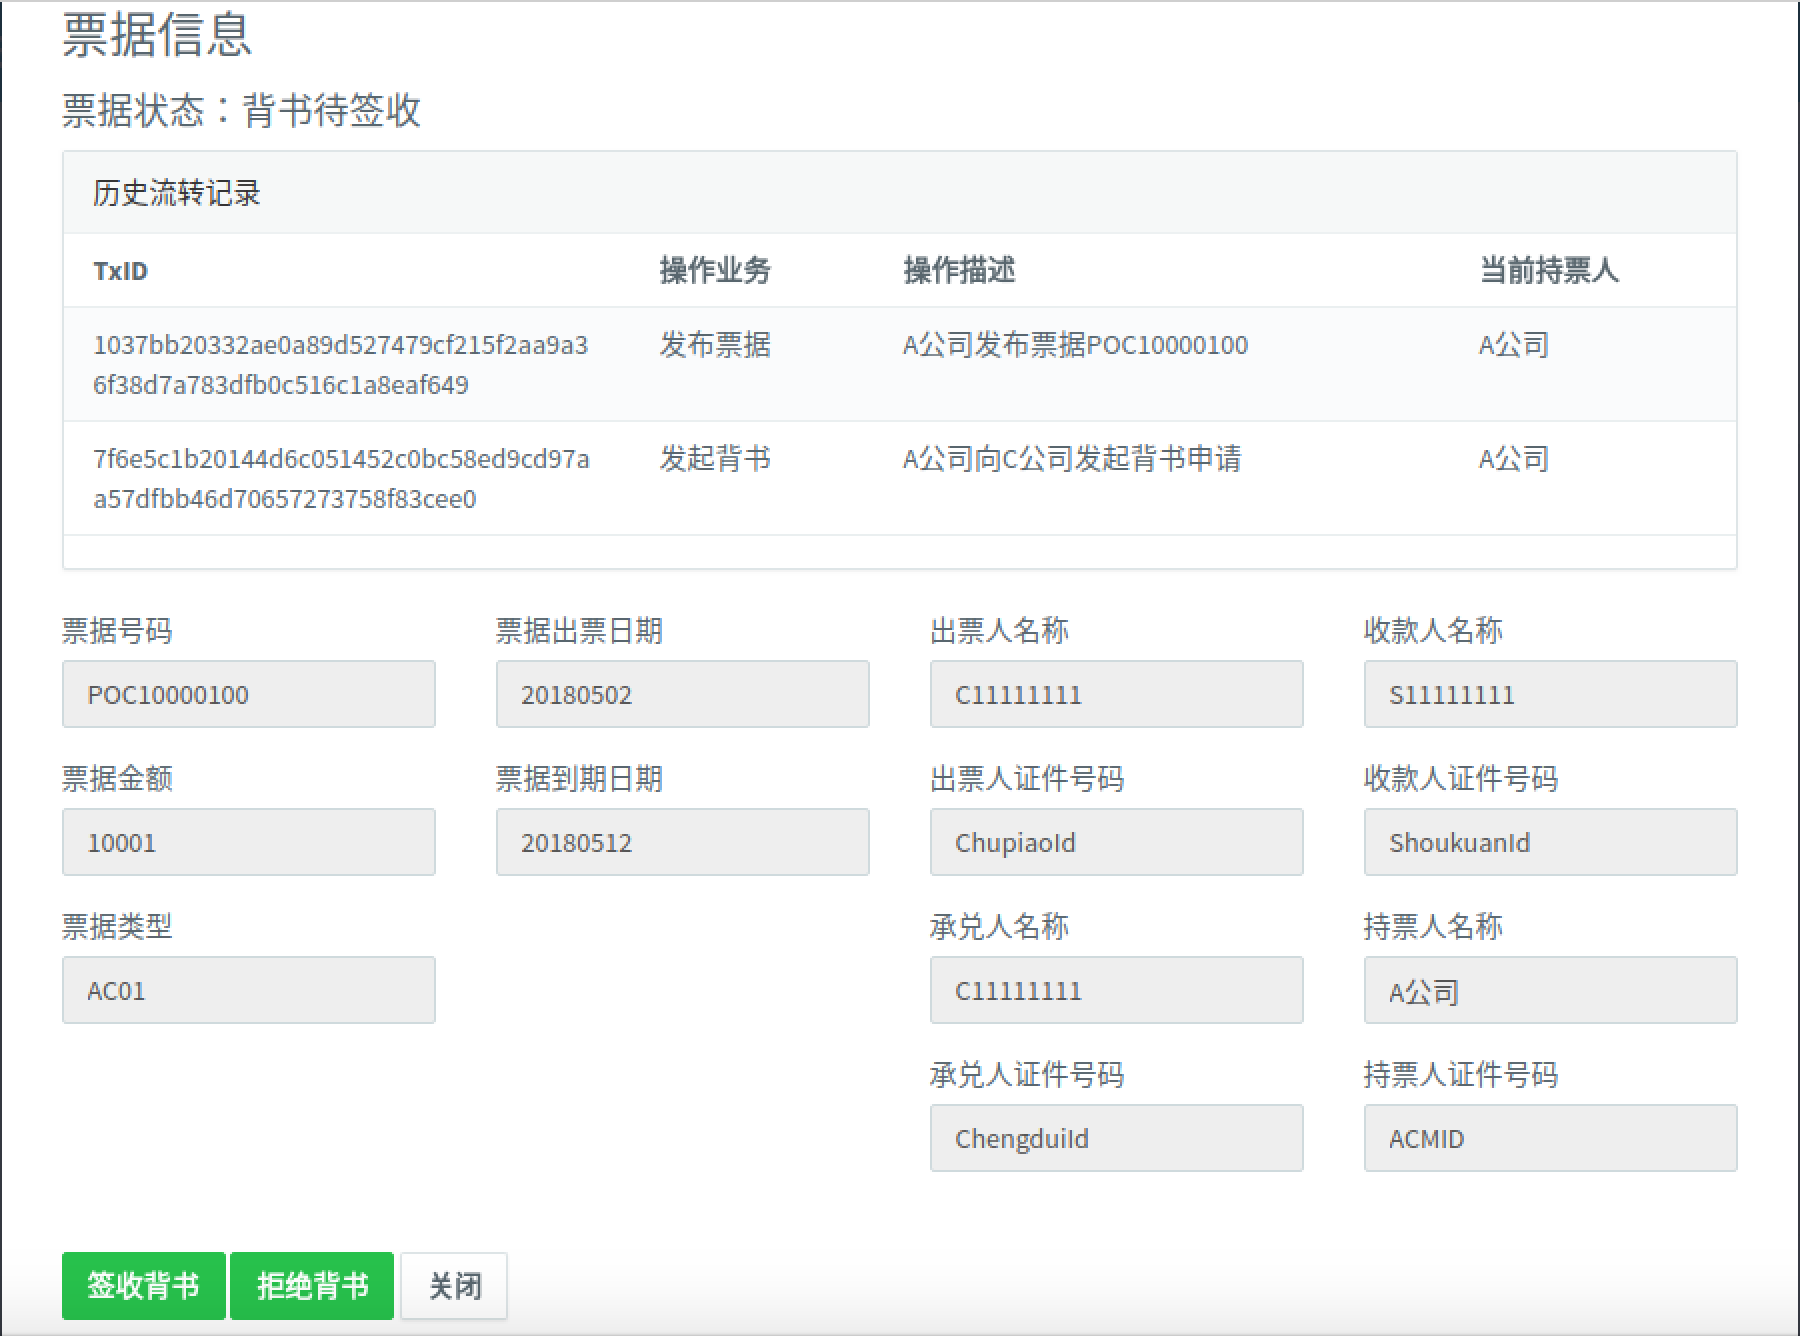 票据信息
票据状态：背书待签收
历史流转记录
TxID 操作业务 操作描述 当前持票人
1037bb20332ae0a89d527479cf215f2aa9a3 发布票据 A公司发布票据POC10000100 A公司
6f38d7a783dfb0c516c1a8eaf649
7f6e5c1b20144d6c051452c0bc58ed9cd97a 发起背书 A公司向C公司发起背书申请 A公司
a57dfbb46d70657273758f83cee0
票据号码 票据出票日期 出票人名称 收款人名称
POC10000100 20180502 C11111111 S11111111
票据金额 票据到期日期 出票人证件号码 收款人证件号码
10001 20180512 ChupiaoId ShoukuanId
票据类型 承兑人名称 持票人名称
AC01 C11111111 A公司
承兑人证件号码 持票人证件号码
ChengduiId ACMID
签收背书 拒绝背书 关闭